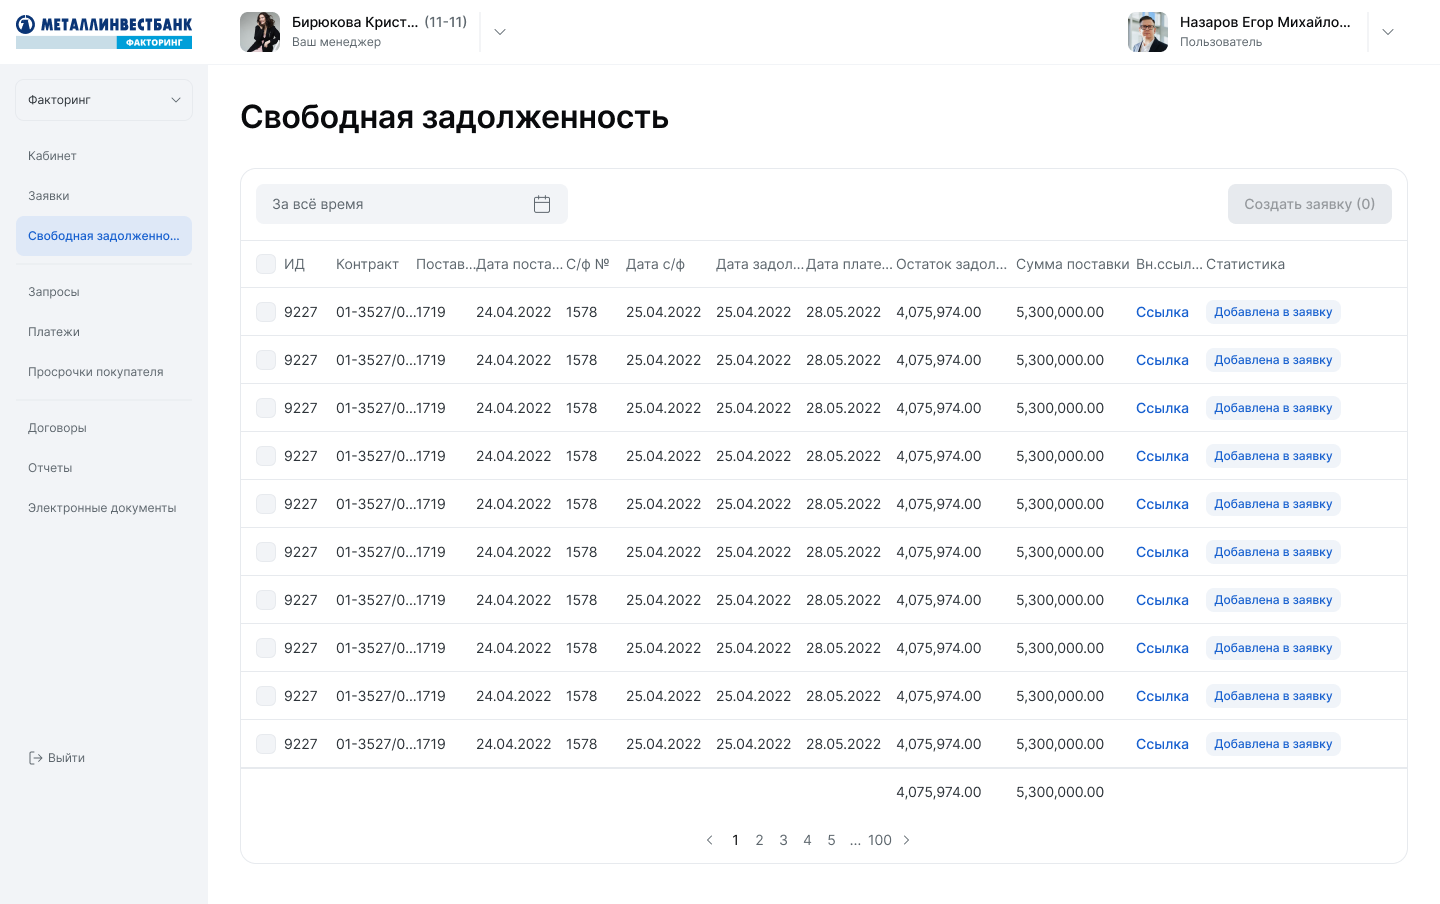 МЕТАЛЛИНВЕСТБАНК
ФАКТОРИНГ
Бирюкова Крист... (11-11)
Ваш менеджер
Назаров Егор Михайло...
Пользователь
Факторинг
Кабинет
Заявки
Свободная задолженно...
Запросы
Платежи
Просрочки покупателя
Договоры
Отчеты
Электронные документы
Выйти
Свободная задолженность
За всё время
Создать заявку (0)
ИД Контракт Постав... Дата поста... С/ф № Дата с/ф Дата задол... Дата плате... Остаток задол... Сумма поставки Вн.ссыл... Статистика
9227 01-3527/0... 1719 24.04.2022 1578 25.04.2022 25.04.2022 28.05.2022 4,075,974.00 5,300,000.00 Ссылка Добавлена в заявку
9227 01-3527/0... 1719 24.04.2022 1578 25.04.2022 25.04.2022 28.05.2022 4,075,974.00 5,300,000.00 Ссылка Добавлена в заявку
9227 01-3527/0... 1719 24.04.2022 1578 25.04.2022 25.04.2022 28.05.2022 4,075,974.00 5,300,000.00 Ссылка Добавлена в заявку
9227 01-3527/0... 1719 24.04.2022 1578 25.04.2022 25.04.2022 28.05.2022 4,075,974.00 5,300,000.00 Ссылка Добавлена в заявку
9227 01-3527/0... 1719 24.04.2022 1578 25.04.2022 25.04.2022 28.05.2022 4,075,974.00 5,300,000.00 Ссылка Добавлена в заявку
9227 01-3527/0... 1719 24.04.2022 1578 25.04.2022 25.04.2022 28.05.2022 4,075,974.00 5,300,000.00 Ссылка Добавлена в заявку
9227 01-3527/0... 1719 24.04.2022 1578 25.04.2022 25.04.2022 28.05.2022 4,075,974.00 5,300,000.00 Ссылка Добавлена в заявку
9227 01-3527/0... 1719 24.04.2022 1578 25.04.2022 25.04.2022 28.05.2022 4,075,974.00 5,300,000.00 Ссылка Добавлена в заявку
9227 01-3527/0... 1719 24.04.2022 1578 25.04.2022 25.04.2022 28.05.2022 4,075,974.00 5,300,000.00 Ссылка Добавлена в заявку
9227 01-3527/0... 1719 24.04.2022 1578 25.04.2022 25.04.2022 28.05.2022 4,075,974.00 5,300,000.00 Ссылка Добавлена в заявку
4,075,974.00 5,300,000.00
1 2 3 4 5 ... 100